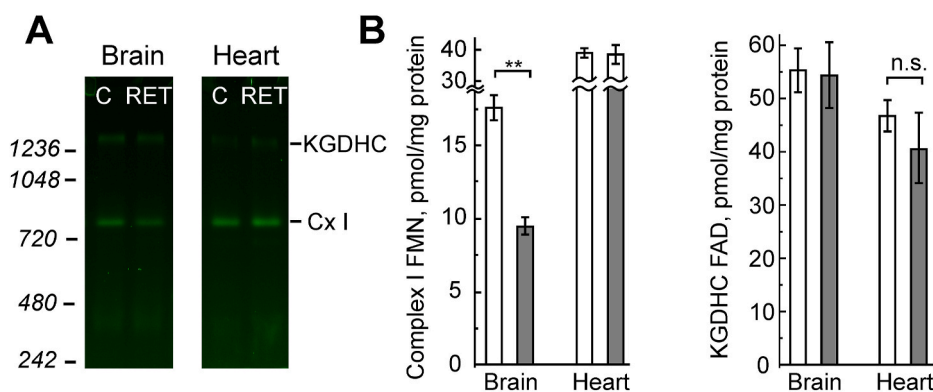 A
Brain Heart
C RET C RET
1236
1048
720
480
242
KGDHC
Cx I
B
Complex I FMN, pmol/mg protein
40
30
15
10
5
0
**
Brain Heart
KGDHC FAD, pmol/mg protein
60
50
40
30
20
10
0
n.s.
Brain Heart